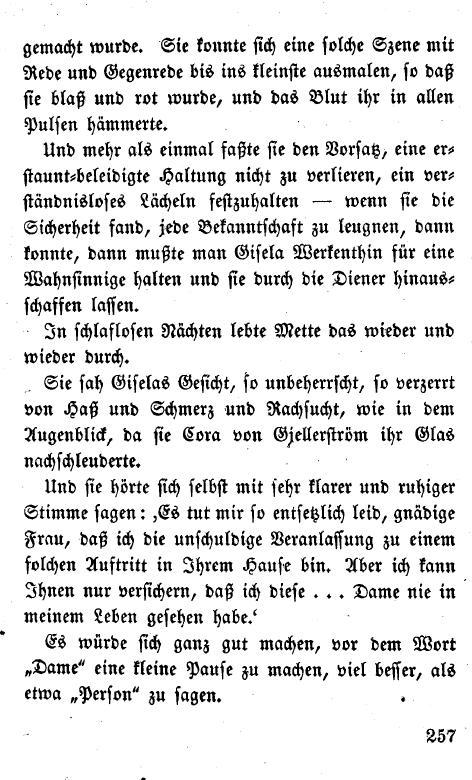 gemacht wurde. Sie konnte sich eine solche Szene mit
Rede und Gegenrede bis ins kleinste ausmalen, so daß
sie blaß und rot wurde, und das Blut ihr in allen
Pulsen hämmerte.
Und mehr als einmal faßte sie den Vorsatz, eine er-
staunt-beleidigte Haltung nicht zu verlieren, ein ver-
ständnisloses Lächeln festzuhalten — wenn sie die
Sicherheit fand, jede Bekanntschaft zu leugnen, dann
konnte, dann mußte man Gisela Werkenthin für eine
Wahnsinnige halten und sie durch die Diener hinaus-
schaffen lassen.
In schlaflosen Nächten lebte Mette das wieder und
wieder durch.
Sie sah Giselas Gesicht, so unbeherrscht, so verzerrt
von Haß und Schmerz und Rachsucht, wie in dem
Augenblick, da sie Cora von Gjellerström ihr Glas
nachschleuderte.
Und sie hörte sich selbst mit sehr klarer und ruhiger
Stimme sagen: ‚Es tut mir so entsetzlich leid, gnädige
Frau, daß ich die unschuldige Veranlassung zu einem
solchen Auftritt in Ihrem Hause bin. Aber ich kann
Ihnen nur versichern, daß ich diese . . . Dame nie in
meinem Leben gesehen habe.‘
Es würde sich ganz gut machen, vor dem Wort
„Dame“ eine kleine Pause zu machen, viel besser, als
etwa „Person“ zu sagen.
257